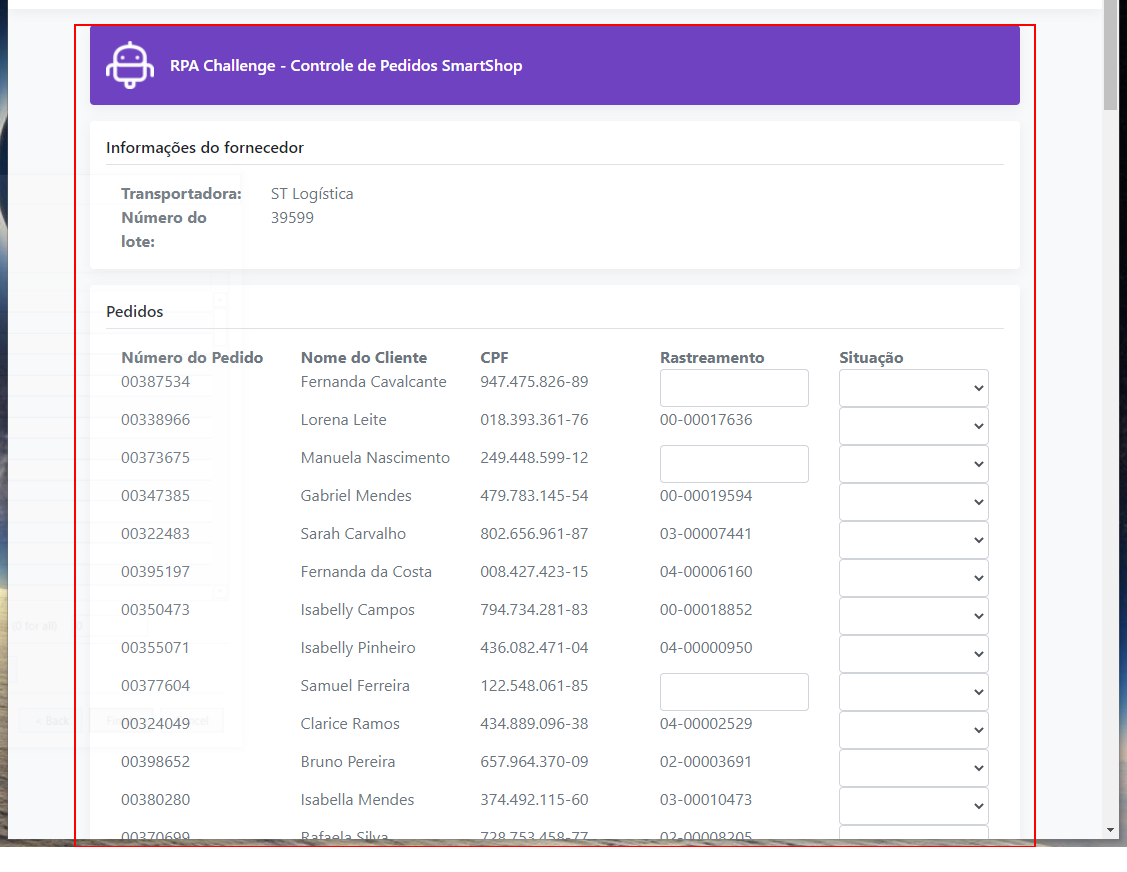 RPA Challenge - Controle de Pedidos SmartShop
Informações do fornecedor
Transportadora: ST Logística
Número do lote: 39599
Pedidos
Número do Pedido Nome do Cliente CPF Rastreamento Situação
00387534 Fernanda Cavalcante 947.475.826-89
00338966 Lorena Leite 018.393.361-76 00-00017636
00373675 Manuela Nascimento 249.448.599-12
00347385 Gabriel Mendes 479.783.145-54 00-00019594
00322483 Sarah Carvalho 802.656.961-87 03-00007441
00395197 Fernanda da Costa 008.427.423-15 04-00006160
00350473 Isabelly Campos 794.734.281-83 00-00018852
00355071 Isabelly Pinheiro 436.082.471-04 04-00000950
00377604 Samuel Ferreira 122.548.061-85
00324049 Clarice Ramos 434.889.096-38 04-00002529
00398652 Bruno Pereira 657.964.370-09 02-00003691
00380280 Isabella Mendes 374.492.115-60 03-00010473
00370699 Rafaela Silva 728.753.458-77 02-00008205
< Back